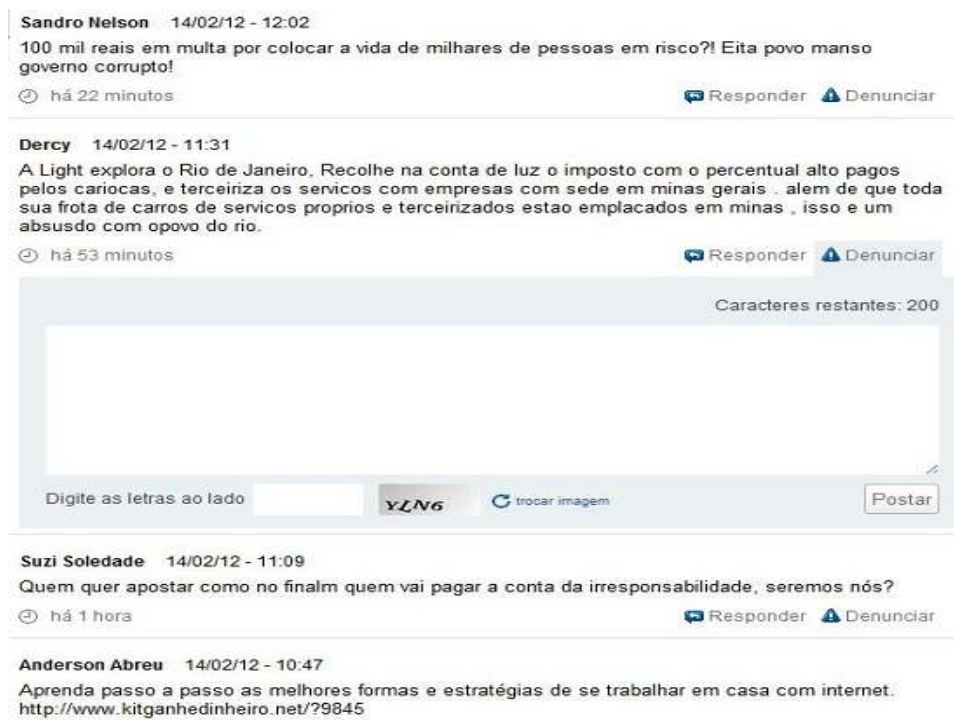 Sandro Nelson 14/02/12 - 12:02
100 mil reais em multa por colocar a vida de milhares de pessoas em risco?! Eita povo manso
governo corrupto!
há 22 minutos Responder Denunciar
Dercy 14/02/12 - 11:31
A Light explora o Rio de Janeiro, Recolhe na conta de luz o imposto com o percentual alto pagos
pelos cariocas, e terceiriza os servicos com empresas com sede em minas gerais . alem de que toda
sua frota de carros de servicos proprios e terceirizados estao emplacados em minas , isso e um
absusdo com opovo do rio.
há 53 minutos Responder Denunciar
Caracteres restantes: 200
Digite as letras ao lado YLN6 trocar imagem Postar
Suzi Soledade 14/02/12 - 11:09
Quem quer apostar como no finalm quem vai pagar a conta da irresponsabilidade, seremos nós?
há 1 hora Responder Denunciar
Anderson Abreu 14/02/12 - 10:47
Aprenda passo a passo as melhores formas e estratégias de se trabalhar em casa com internet.
http://www.kitganhedinheiro.net/?9845